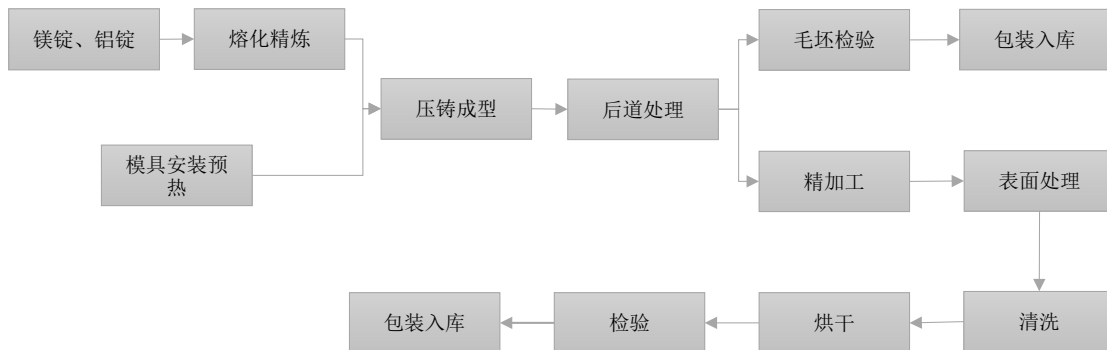 镁锭、铝锭
熔化精炼
毛坯检验
包装入库
压铸成型
后道处理
模具安装预
热
精加工
表面处理
包装入库
检验
烘干
清洗